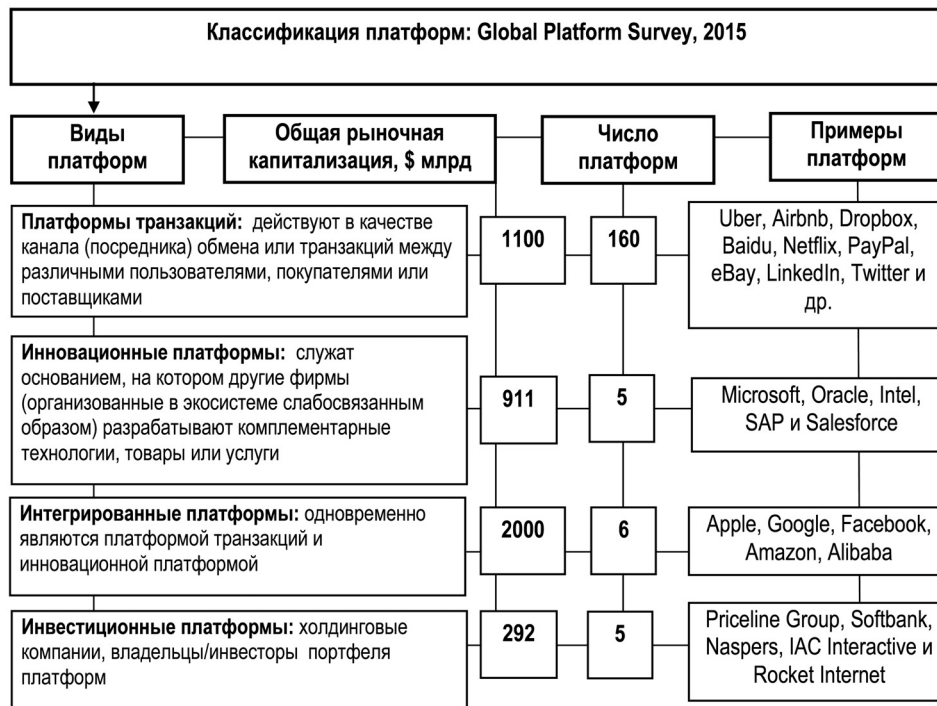 Классификация платформ: Global Platform Survey, 2015
Виды
платформ
Общая рыночная
капитализация, $ млрд
Число
платформ
Примеры
платформ
Платформы транзакций: действуют в качестве
канала (посредника) обмена или транзакций между
различными пользователями, покупателями или
поставщиками
1100
160
Uber, Airbnb, Dropbox,
Baidu, Netflix, PayPal,
eBay, LinkedIn, Twitter и
др.
Инновационные платформы: служат
основанием, на котором другие фирмы
(организованные в экосистеме слабосвязанным
образом) разрабатывают комплементарные
технологии, товары или услуги
911
5
Microsoft, Oracle, Intel,
SAP и Salesforce
Интегрированные платформы: одновременно
являются платформой транзакций и
инновационной платформой
2000
6
Apple, Google, Facebook,
Amazon, Alibaba
Инвестиционные платформы: холдинговые
компании, владельцы/инвесторы портфеля
платформ
292
5
Priceline Group, Softbank,
Naspers, IAC Interactive и
Rocket Internet